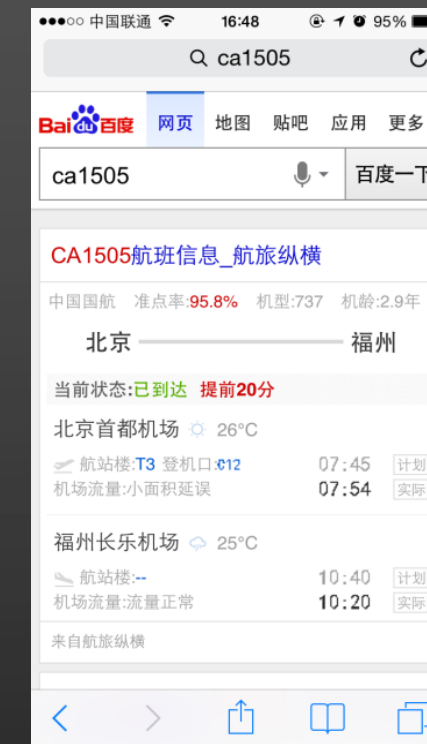 中国联通 16:48 95%
ca1505
Bai du 百度 网页 地图 贴吧 应用 更多
ca1505 百度一下
CA1505航班信息_航旅纵横
中国国航 准点率:95.8% 机型:737 机龄:2.9年
北京 福州
当前状态:已到达 提前20分
北京首都机场 26°C
航站楼:T3 登机口:C12 07:45 计划
机场流量:小面积延误 07:54 实际
福州长乐机场 25°C
航站楼:-- 10:40 计划
机场流量:流量正常 10:20 实际
来自航旅纵横